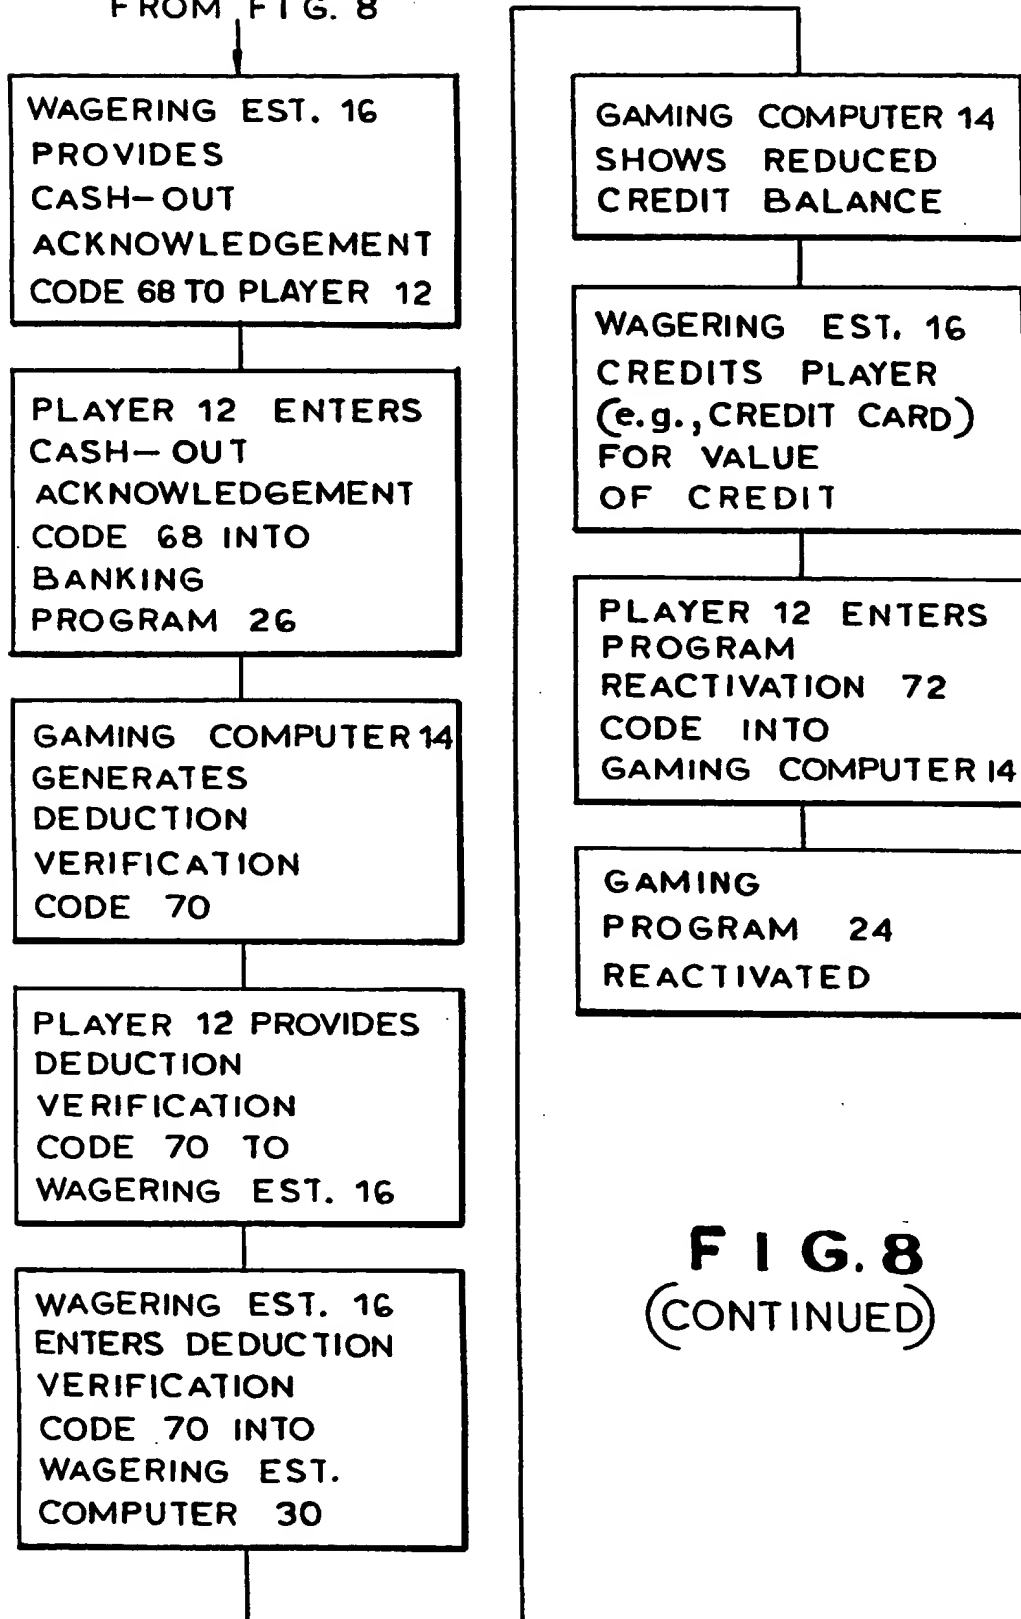 FROM FIG. 8
WAGERING EST. 16
PROVIDES
CASH-OUT
ACKNOWLEDGEMENT
CODE 68 TO PLAYER 12
PLAYER 12 ENTERS
CASH-OUT
ACKNOWLEDGEMENT
CODE 68 INTO
BANKING
PROGRAM 26
GAMING COMPUTER 14
GENERATES
DEDUCTION
VERIFICATION
CODE 70
PLAYER 12 PROVIDES
DEDUCTION
VERIFICATION
CODE 70 TO
WAGERING EST. 16
WAGERING EST. 16
ENTERS DEDUCTION
VERIFICATION
CODE 70 INTO
WAGERING EST.
COMPUTER 30
GAMING COMPUTER 14
SHOWS REDUCED
CREDIT BALANCE
WAGERING EST. 16
CREDITS PLAYER
(e.g., CREDIT CARD)
FOR VALUE
OF CREDIT
PLAYER 12 ENTERS
PROGRAM
REACTIVATION 72
CODE INTO
GAMING COMPUTER 14
GAMING
PROGRAM 24
REACTIVATED
FIG. 8
(CONTINUED)